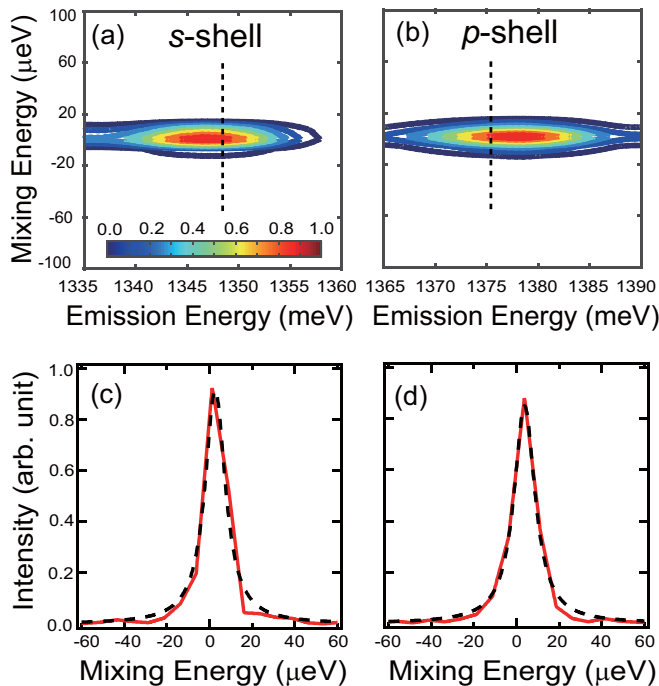 (a) s-shell
(b) p-shell
Mixing Energy (μeV)
100
60
20
-20
-60
-100
0.0 0.2 0.4 0.6 0.8 1.0
1335 1340 1345 1350 1355 1360
1365 1370 1375 1380 1385 1390
Emission Energy (meV) Emission Energy (meV)
(c)
(d)
Intensity (arb. unit)
1.0
0.8
0.6
0.4
0.2
0.0
-60 -40 -20 0 20 40 60
-60 -40 -20 0 20 40 60
Mixing Energy (μeV) Mixing Energy (μeV)